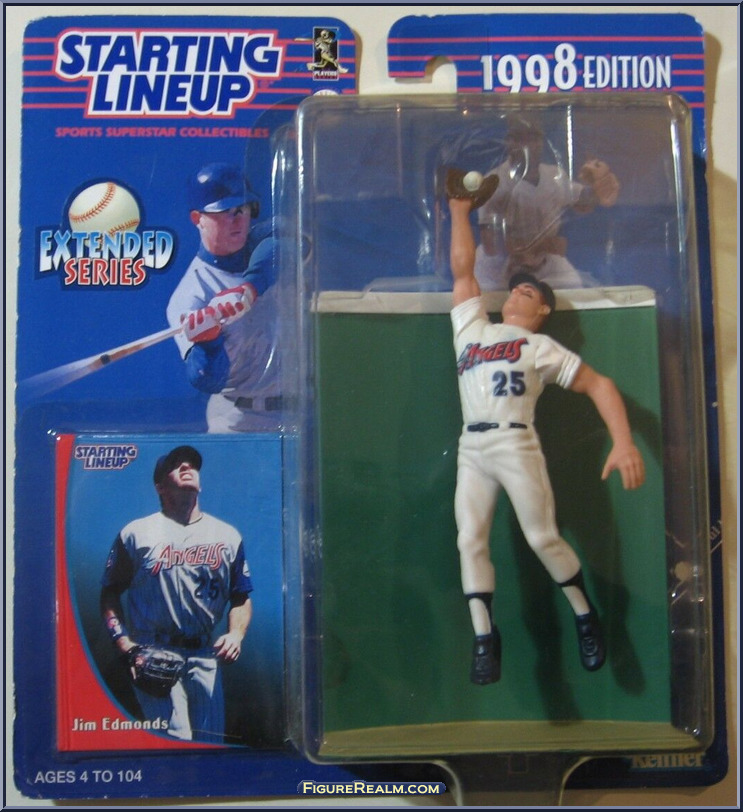 STARTING
LINEUP
SPORTS SUPERSTAR COLLECTIBLES
PLAYERS
1998 EDITION
EXTENDED
SERIES
ANGELS
25
STARTING
LINEUP
ANGELS
25
Jim Edmonds
AGES 4 TO 104
Kenner
FIGUREREALM.COM